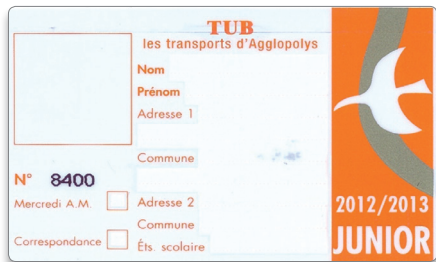 TUB
les transports d'Agglopolys
Nom
Prénom
Adresse 1
Commune
N° 8400
Mercredi A.M.
Adresse 2
Commune
Correspondance
Éts. scolaire
2012/2013
JUNIOR